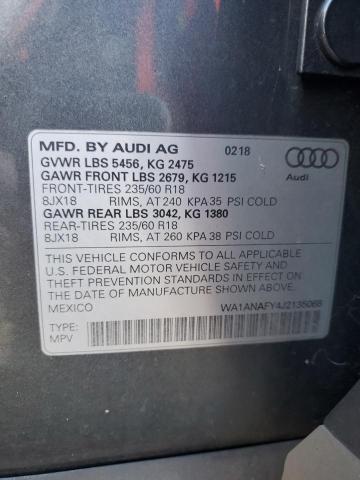 MFD. BY AUDI AG 0218
GVWR LBS 5456, KG 2475
GAWR FRONT LBS 2679, KG 1215
FRONT-TIRES 235/60 R18
8JX18 RIMS, AT 240 KPA 35 PSI COLD
GAWR REAR LBS 3042, KG 1380
REAR-TIRES 235/60 R18
8JX18 RIMS, AT 260 KPA 38 PSI COLD
Audi
THIS VEHICLE CONFORMS TO ALL APPLICABLE
U.S. FEDERAL MOTOR VEHICLE SAFETY AND
THEFT PREVENTION STANDARDS IN EFFECT ON
THE DATE OF MANUFACTURE SHOWN ABOVE.
MEXICO WA1ANAFY4J2135068
TYPE:
MPV